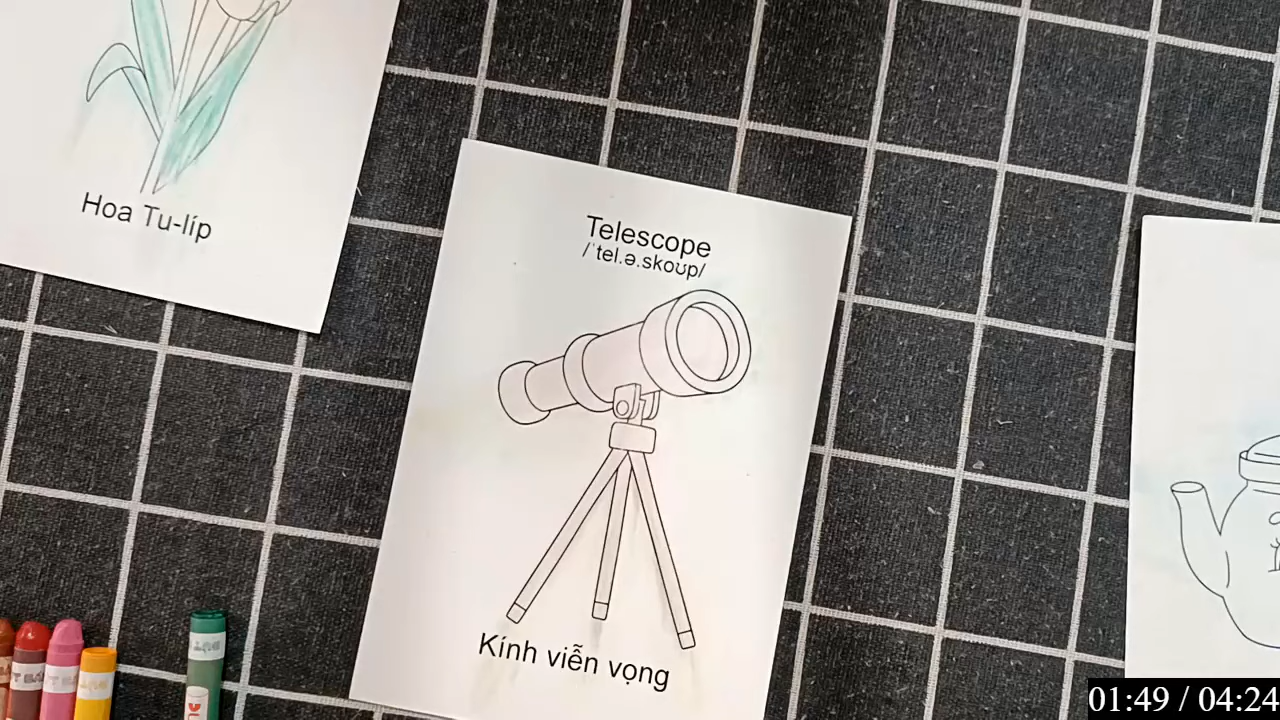 Hoa Tu-líp
Telescope
/ˈtel.ə.skoʊp/
Kính viễn vọng
01:49 / 04:24